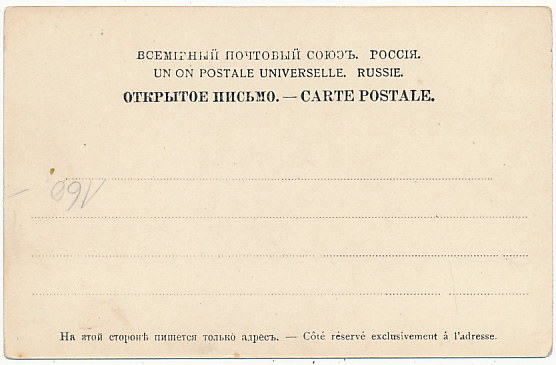 ВСЕМІРНЫЙ ПОЧТОВЫЙ СОЮЗЪ. РОССІЯ.
UN ON POSTALE UNIVERSELLE. RUSSIE.
ОТКРЫТОЕ ПИСЬМО. — CARTE POSTALE.
160
На этой сторонѣ пишется только адресъ. — Côté réservé exclusivement à l'adresse.